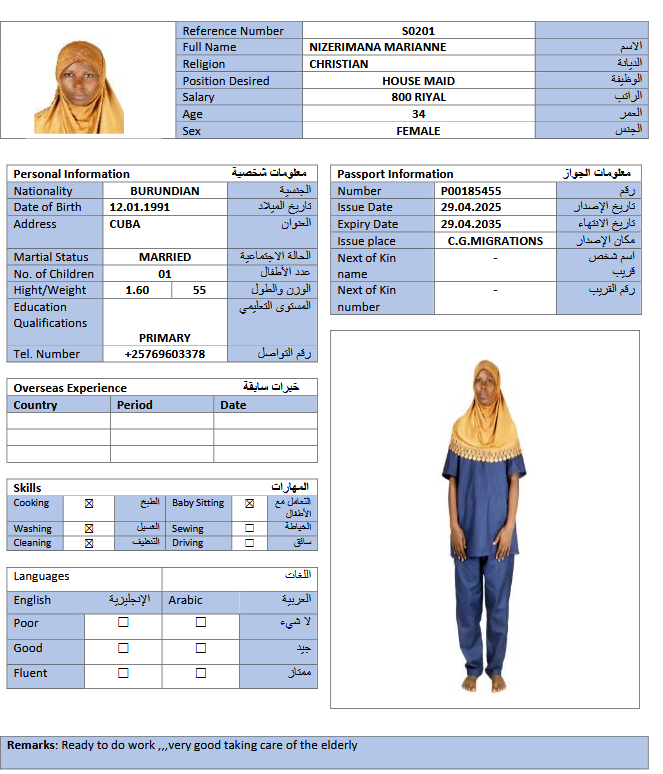 Reference Number S0201
Full Name NIZERIMANA MARIANNE الاسم
Religion CHRISTIAN الديانة
Position Desired HOUSE MAID الوظيفة
Salary 800 RIYAL الراتب
Age 34 العمر
Sex FEMALE الجنس
Personal Information معلومات شخصية
Nationality BURUNDIAN الجنسية
Date of Birth 12.01.1991 تاريخ الميلاد
Address CUBA العنوان
Martial Status MARRIED الحالة الاجتماعية
No. of Children 01 عدد الأطفال
Hight/Weight 1.60 55 الوزن والطول
Education المستوى التعليمي
Qualifications
PRIMARY
Tel. Number +25769603378 رقم التواصل
Passport Information معلومات الجواز
Number P00185455 رقم
Issue Date 29.04.2025 تاريخ الإصدار
Expiry Date 29.04.2035 تاريخ الانتهاء
Issue place C.G.MIGRATIONS مكان الإصدار
Next of Kin - اسم شخص
name قريب
Next of Kin - رقم القريب
number
Overseas Experience خبرات سابقة
Country Period Date
Skills المهارات
Cooking ☒ الطبخ Baby Sitting ☒ التعامل مع
الأطفال
Washing ☒ الغسيل Sewing ☐ الخياطة
Cleaning ☒ التنظيف Driving ☐ سائق
Languages اللغات
English الإنجليزية Arabic العربية
Poor ☐ ☐ لا شيء
Good ☐ ☐ جيد
Fluent ☐ ☐ ممتاز
Remarks: Ready to do work ,,,very good taking care of the elderly